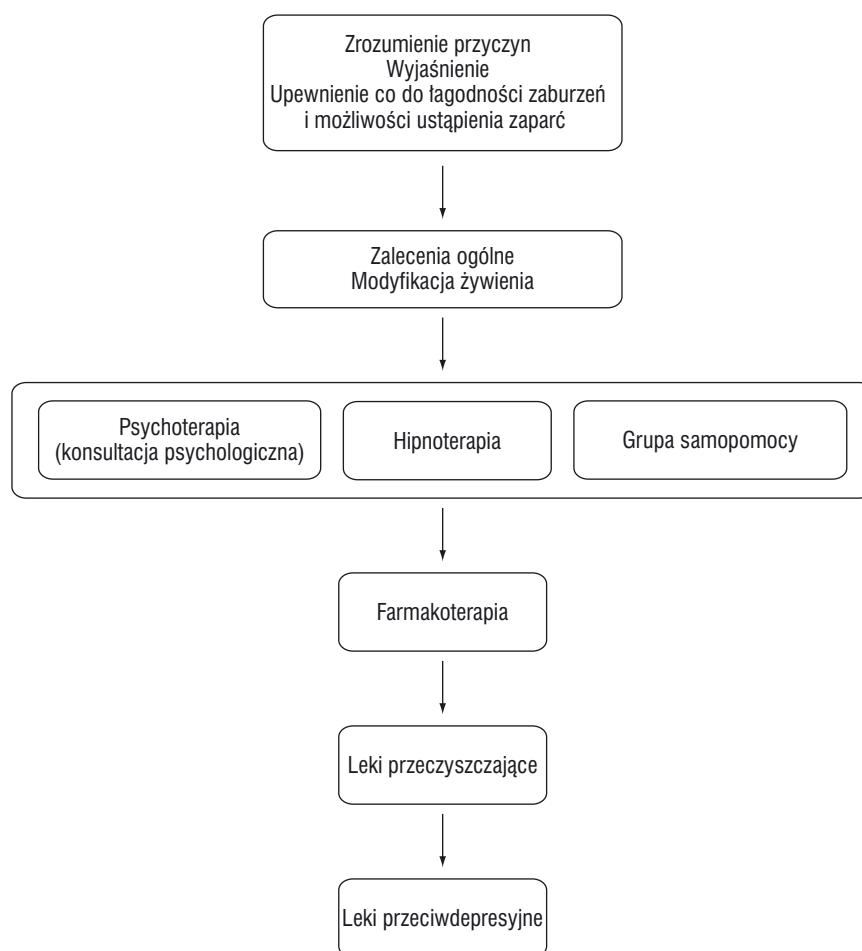 Zrozumienie przyczyn
Wyjaśnienie
Upewnienie co do łagodności zaburzeń
i możliwości ustąpienia zaparć
Zalecenia ogólne
Modyfikacja żywienia
Psychoterapia
(konsultacja psychologiczna)
Hipnoterapia
Grupa samopomocy
Farmakoterapia
Leki przeczyszczające
Leki przeciwdepresyjne